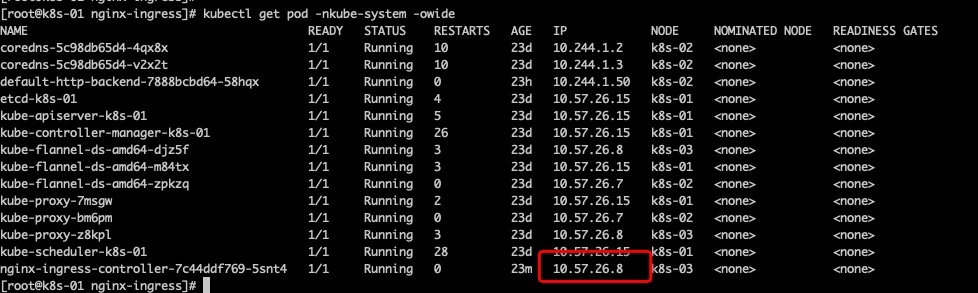 [root@k8s-01 nginx-ingress]# kubectl get pod -nkube-system -owide
NAME READY STATUS RESTARTS AGE IP NODE NOMINATED NODE READINESS GATES
coredns-5c98db65d4-4qx8x 1/1 Running 10 23d 10.244.1.2 k8s-02 <none> <none>
coredns-5c98db65d4-v2x2t 1/1 Running 10 23d 10.244.1.3 k8s-02 <none> <none>
default-http-backend-7888bcbd64-58hqx 1/1 Running 0 23h 10.244.1.50 k8s-02 <none> <none>
etcd-k8s-01 1/1 Running 4 23d 10.57.26.15 k8s-01 <none> <none>
kube-apiserver-k8s-01 1/1 Running 5 23d 10.57.26.15 k8s-01 <none> <none>
kube-controller-manager-k8s-01 1/1 Running 26 23d 10.57.26.15 k8s-01 <none> <none>
kube-flannel-ds-amd64-djz5f 1/1 Running 3 23d 10.57.26.8 k8s-03 <none> <none>
kube-flannel-ds-amd64-m84tx 1/1 Running 3 23d 10.57.26.15 k8s-01 <none> <none>
kube-flannel-ds-amd64-zpkzq 1/1 Running 0 23d 10.57.26.7 k8s-02 <none> <none>
kube-proxy-7msgw 1/1 Running 2 23d 10.57.26.15 k8s-01 <none> <none>
kube-proxy-bm6pm 1/1 Running 0 23d 10.57.26.7 k8s-02 <none> <none>
kube-proxy-z8kpl 1/1 Running 3 23d 10.57.26.8 k8s-03 <none> <none>
kube-scheduler-k8s-01 1/1 Running 28 23d 10.57.26.15 k8s-01 <none> <none>
nginx-ingress-controller-7c44ddf769-5snt4 1/1 Running 0 23m 10.57.26.8 k8s-03 <none> <none>
[root@k8s-01 nginx-ingress]#